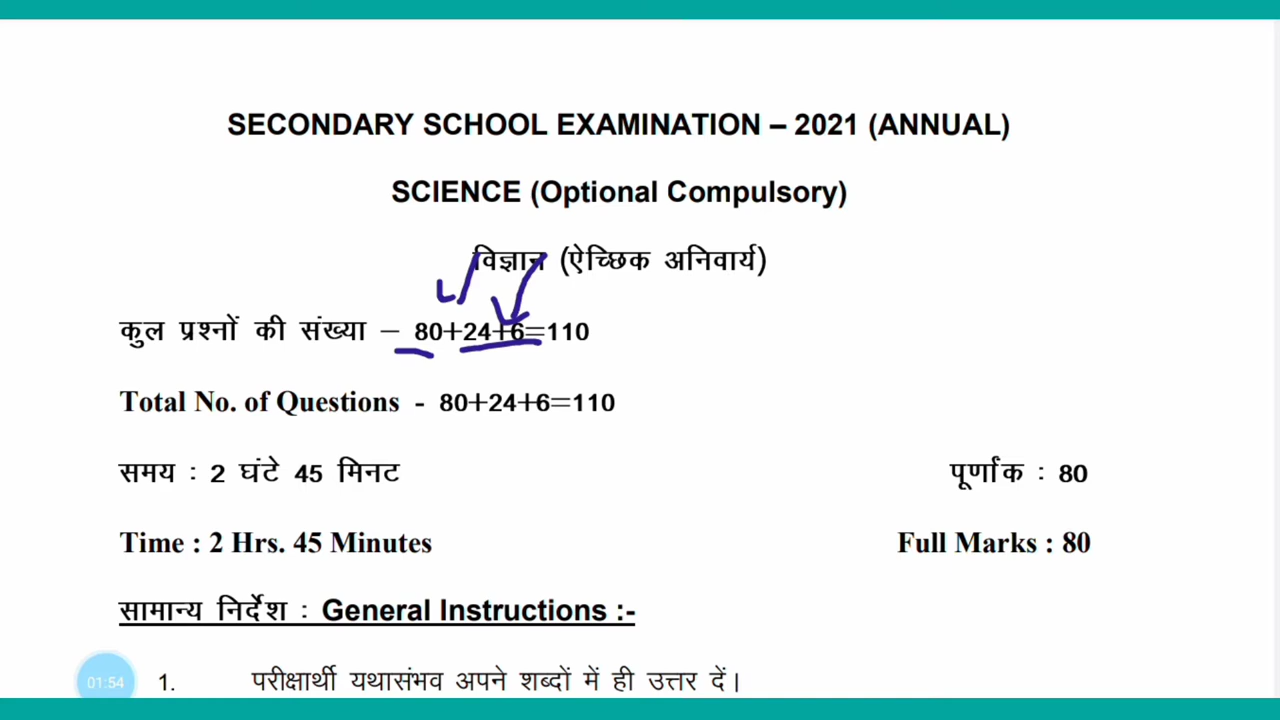 SECONDARY SCHOOL EXAMINATION – 2021 (ANNUAL)
SCIENCE (Optional Compulsory)
विज्ञान (ऐच्छिक अनिवार्य)
कुल प्रश्नों की संख्या – 80+24+6=110
Total No. of Questions - 80+24+6=110
समय : 2 घंटे 45 मिनट पूर्णांक : 80
Time : 2 Hrs. 45 Minutes Full Marks : 80
सामान्य निर्देश : General Instructions :-
01:54 1. परीक्षार्थी यथासंभव अपने शब्दों में ही उत्तर दें।